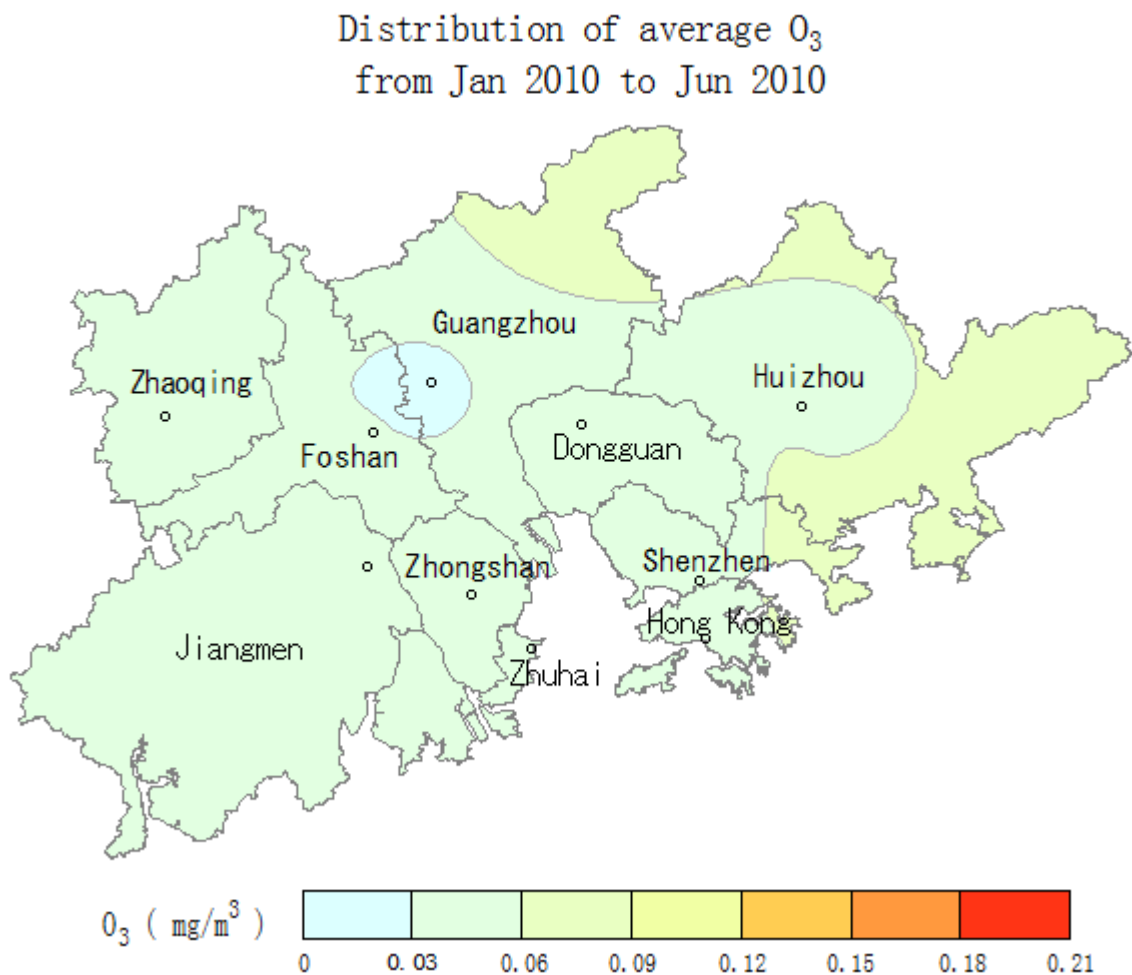 Distribution of average O₃
from Jan 2010 to Jun 2010
Guangzhou
Zhaoqing
Huizhou
Foshan
Dongguan
Shenzhen
Zhongshan
Hong Kong
Jiangmen
Zhuhai
O₃ ( mg/m³ )
0 0.03 0.06 0.09 0.12 0.15 0.18 0.21